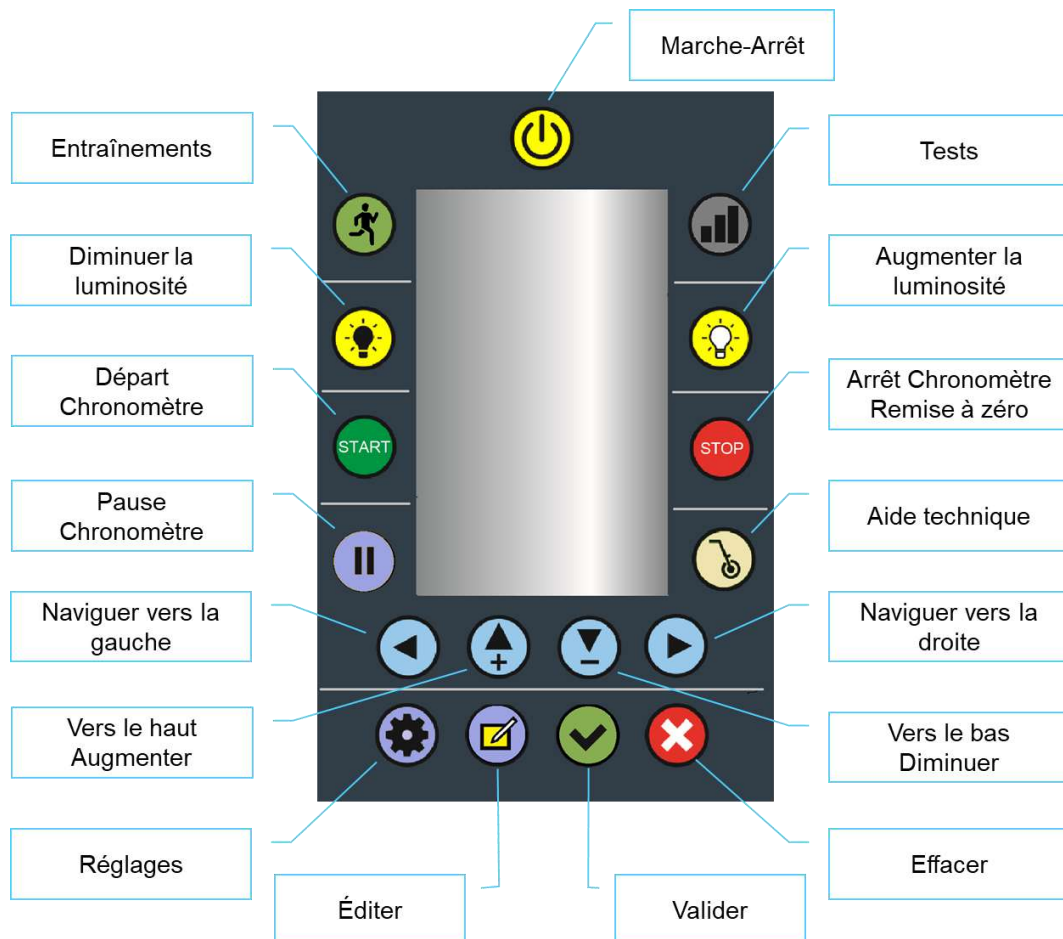 Marche-Arrêt
Entraînements
Tests
Diminuer la
luminosité
Augmenter la
luminosité
Départ
Chronomètre
START
STOP
Arrêt Chronomètre
Remise à zéro
Pause
Chronomètre
Aide technique
Naviguer vers la
gauche
+
−
Naviguer vers la
droite
Vers le haut
Augmenter
Vers le bas
Diminuer
Réglages
Effacer
Éditer
Valider